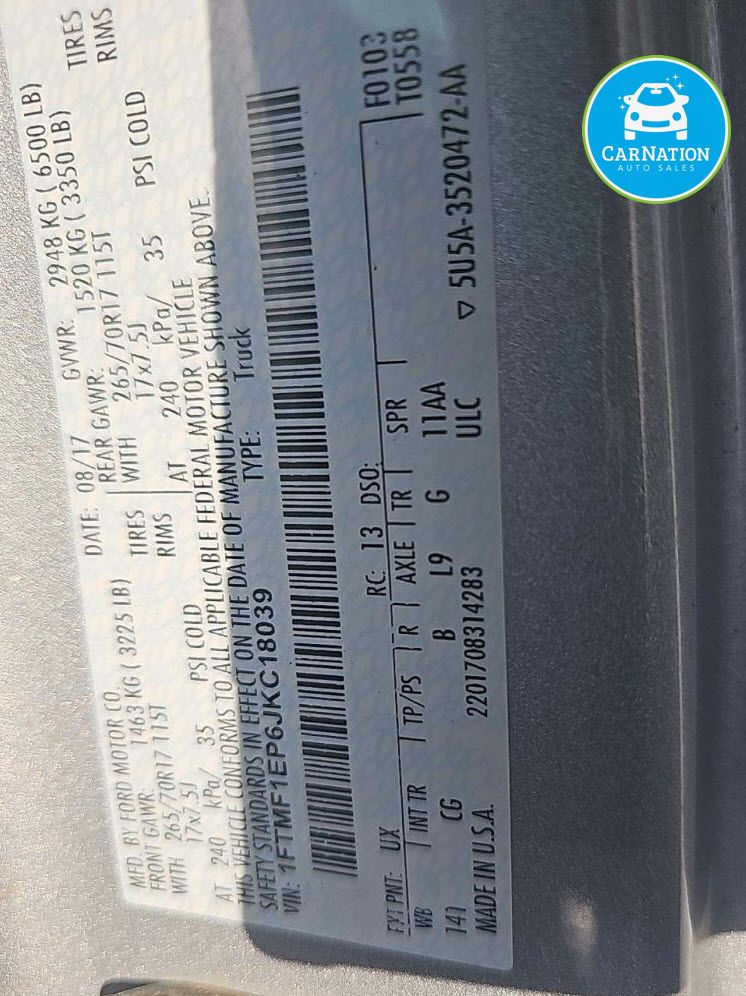 MFD. BY FORD MOTOR CO. DATE: 08/17 GVWR: 2948 KG ( 6500 LB)
FRONT GAWR: 1463 KG ( 3225 LB) REAR GAWR: 1520 KG ( 3350 LB)
WITH 265/70R17 115T TIRES WITH 265/70R17 115T TIRES
17x7.5J RIMS 17x7.5J RIMS
AT 240 kPa/ 35 PSI COLD AT 240 kPa/ 35 PSI COLD
THIS VEHICLE CONFORMS TO ALL APPLICABLE FEDERAL MOTOR VEHICLE
SAFETY STANDARDS IN EFFECT ON THE DATE OF MANUFACTURE SHOWN ABOVE.
VIN: 1FTMF1EP6JKC18039 TYPE: Truck
F0103
T0558
EXT PNT: UX RC: 13 DSO:
WB INT TR TP/PS R AXLE TR SPR
141 CG B L9 G 11AA
ULC
MADE IN U.S.A. 2201708314283 ▽ 5U5A-3520472-AA
CARNATION
AUTO SALES